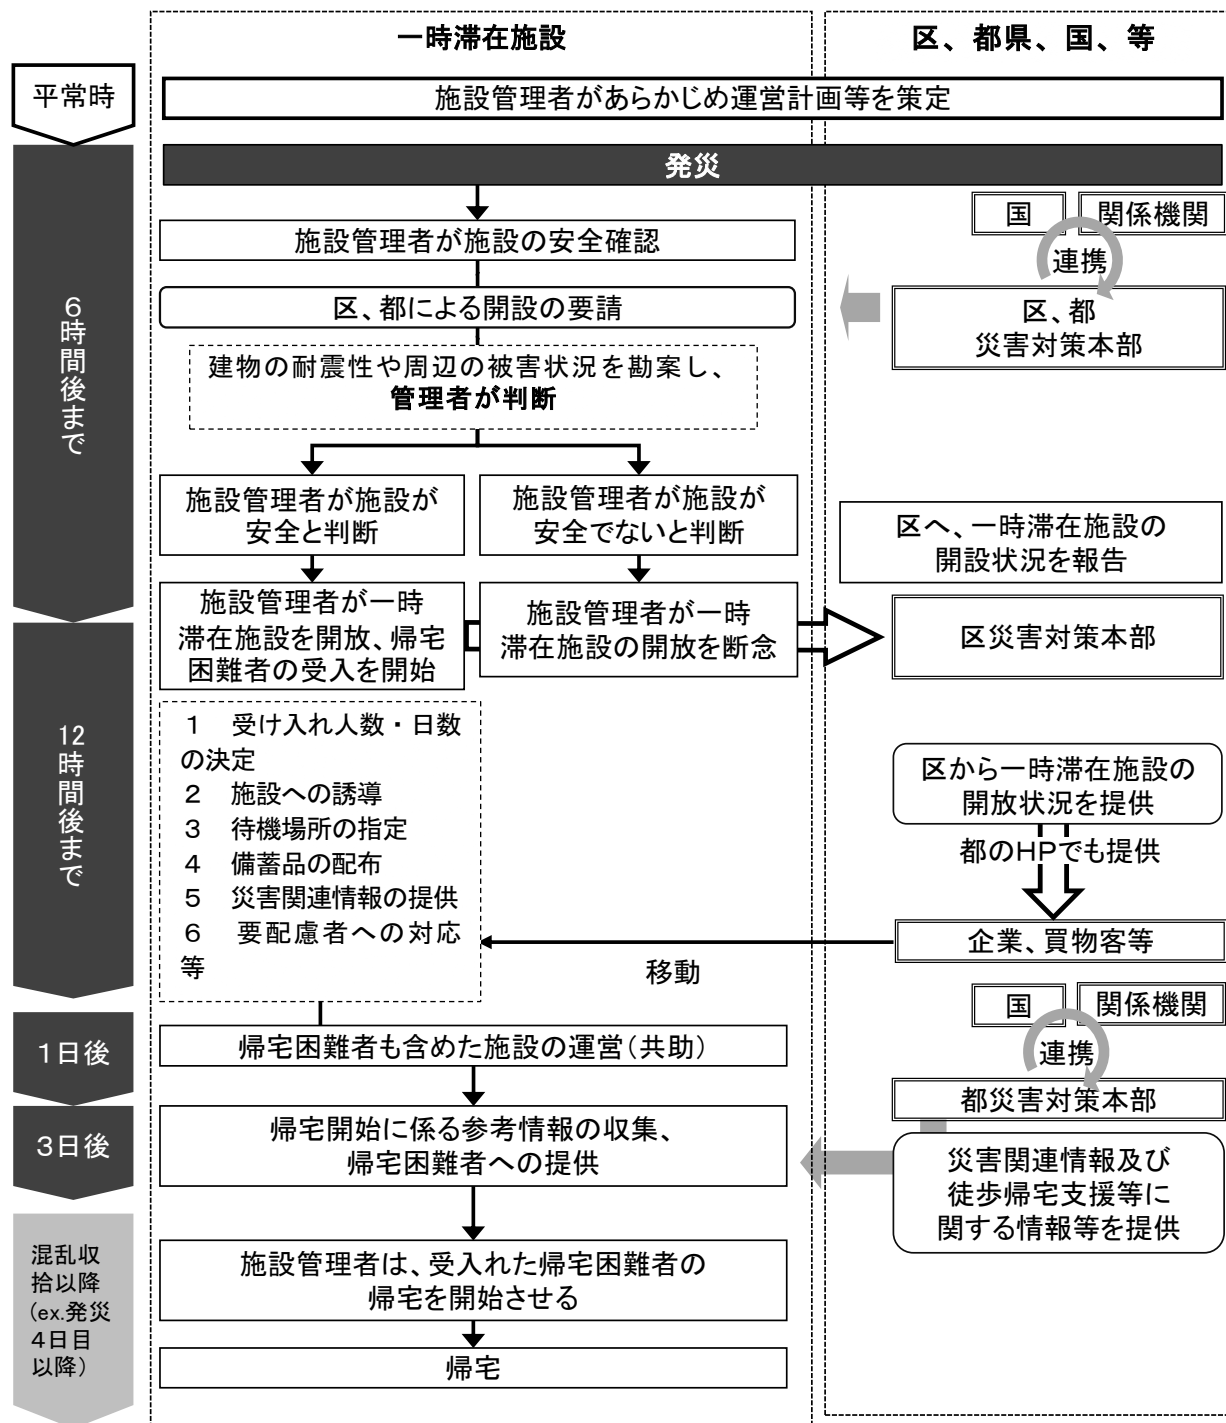 一時滞在施設
区、都県、国、等
平常時
施設管理者があらかじめ運営計画等を策定
発災
6時間後まで
施設管理者が施設の安全確認
区、都による開設の要請
建物の耐震性や周辺の被害状況を勘案し、
管理者が判断
国
関係機関
連携
区、都
災害対策本部
施設管理者が施設が
安全と判断
施設管理者が施設が
安全でないと判断
区へ、一時滞在施設の
開設状況を報告
施設管理者が一時
滞在施設を開放、帰宅
困難者の受入を開始
施設管理者が一時
滞在施設の開放を断念
区災害対策本部
12時間後まで
1 受け入れ人数・日数
の決定
2 施設への誘導
3 待機場所の指定
4 備蓄品の配布
5 災害関連情報の提供
6 要配慮者への対応
等
区から一時滞在施設の
開放状況を提供
都のHPでも提供
企業、買物客等
移動
国
関係機関
連携
都災害対策本部
1日後
帰宅困難者も含めた施設の運営(共助)
3日後
帰宅開始に係る参考情報の収集、
帰宅困難者への提供
災害関連情報及び
徒歩帰宅支援等に
関する情報等を提供
混乱収
拾以降
(ex.発災
4日目
以降)
施設管理者は、受入れた帰宅困難者の
帰宅を開始させる
帰宅